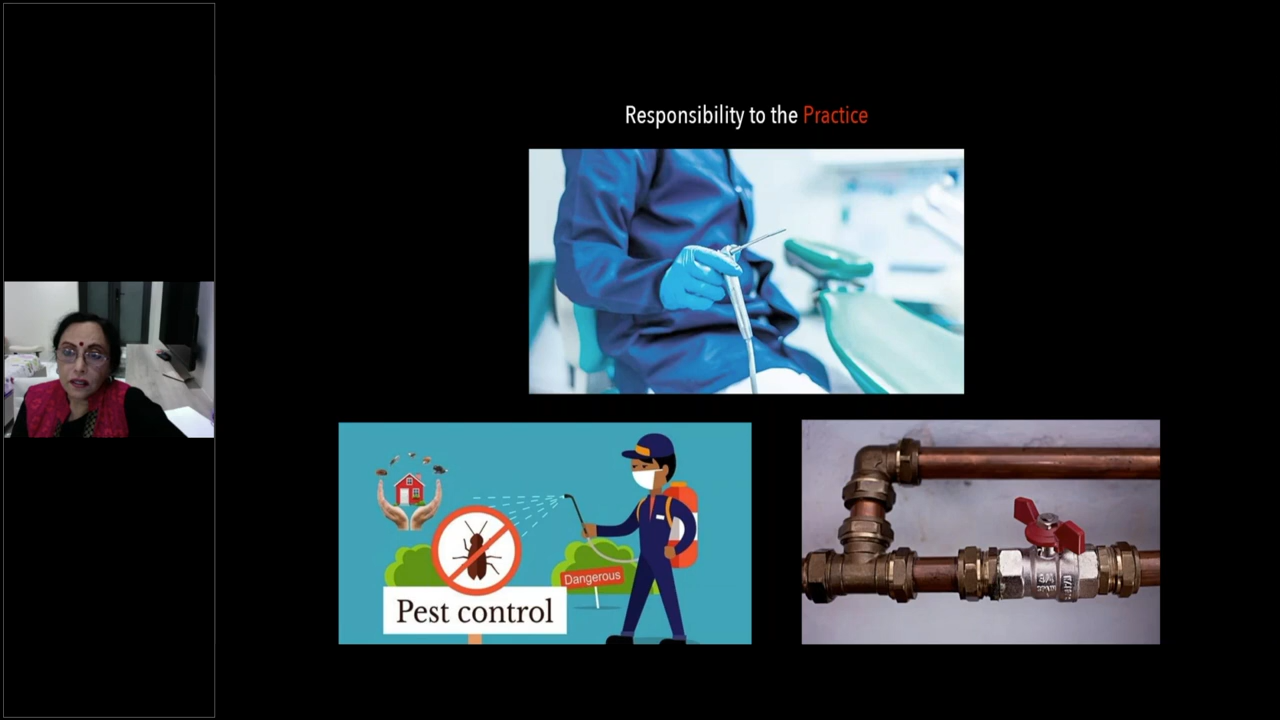 Responsibility to the Practice
Dangerous
Pest control